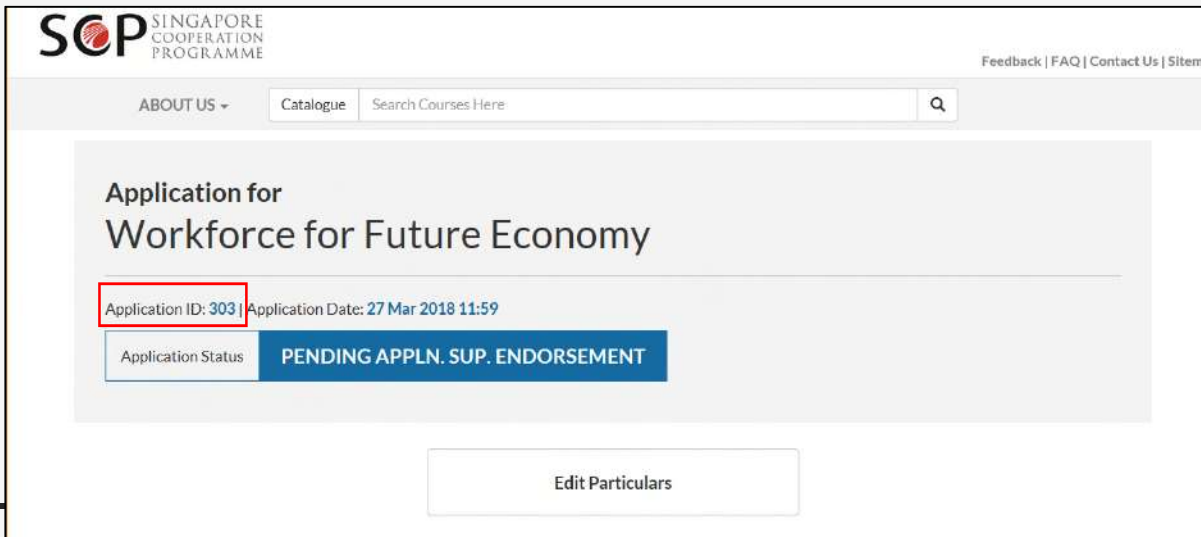 SCP SINGAPORE
COOPERATION
PROGRAMME
Feedback | FAQ | Contact Us | Sitem
ABOUT US
Catalogue
Search Courses Here
Application for
Workforce for Future Economy
Application ID: 303 | Application Date: 27 Mar 2018 11:59
Application Status
PENDING APPLN. SUP. ENDORSEMENT
Edit Particulars